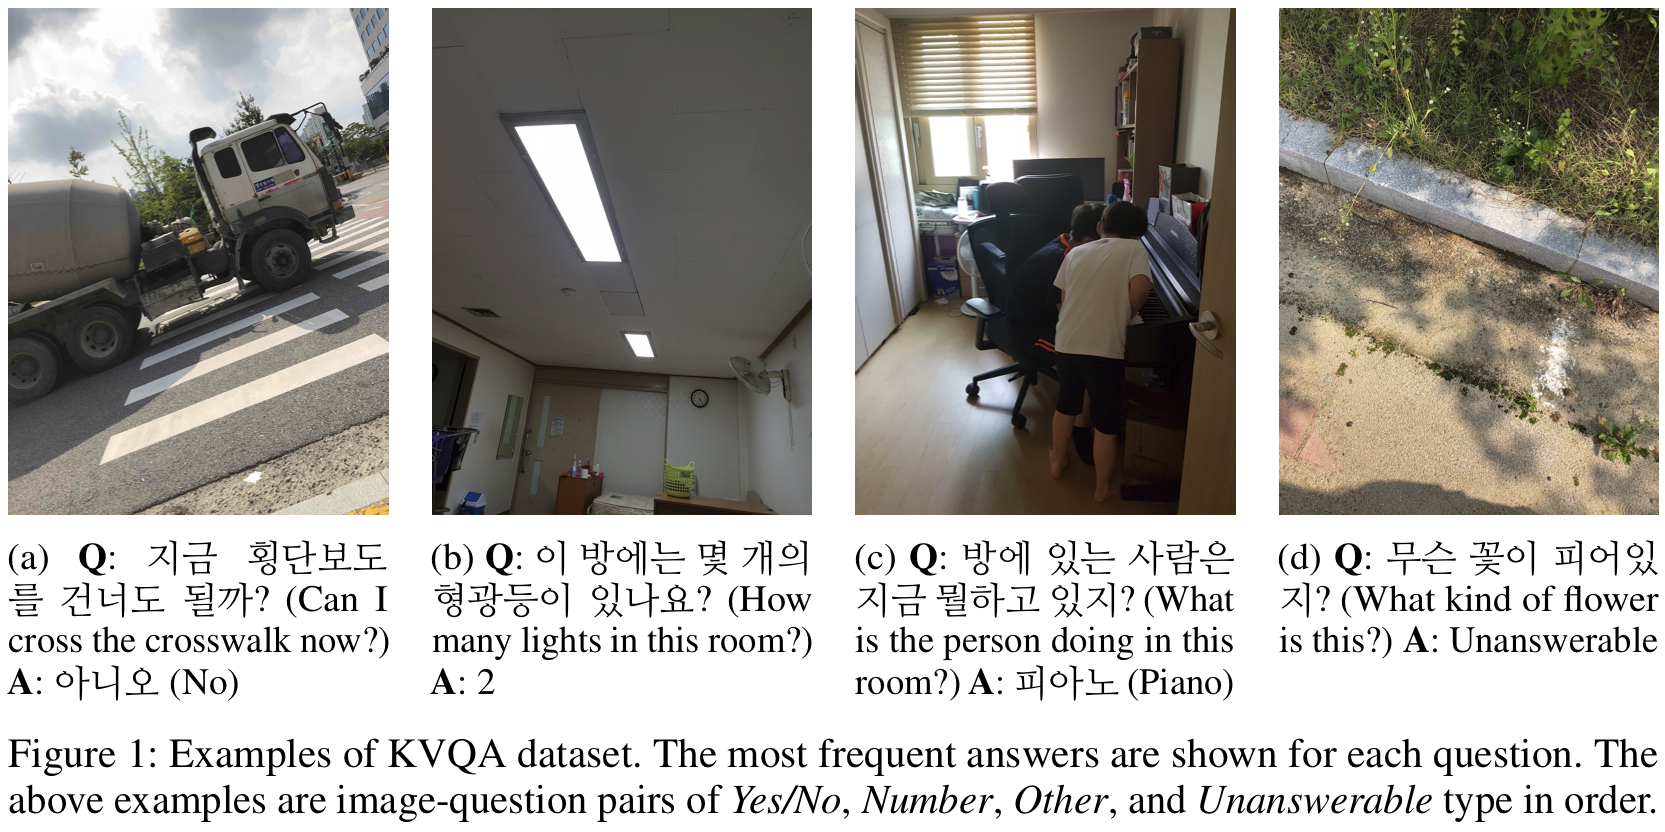 (a) Q: 지금 횡단보도
를 건너도 될까? (Can I
cross the crosswalk now?)
A: 아니오 (No)
(b) Q: 이 방에는 몇 개의
형광등이 있나요? (How
many lights in this room?)
A: 2
(c) Q: 방에 있는 사람은
지금 뭘하고 있지? (What
is the person doing in this
room?) A: 피아노 (Piano)
(d) Q: 무슨 꽃이 피어있
지? (What kind of flower
is this?) A: Unanswerable
Figure 1: Examples of KVQA dataset. The most frequent answers are shown for each question. The
above examples are image-question pairs of Yes/No, Number, Other, and Unanswerable type in order.